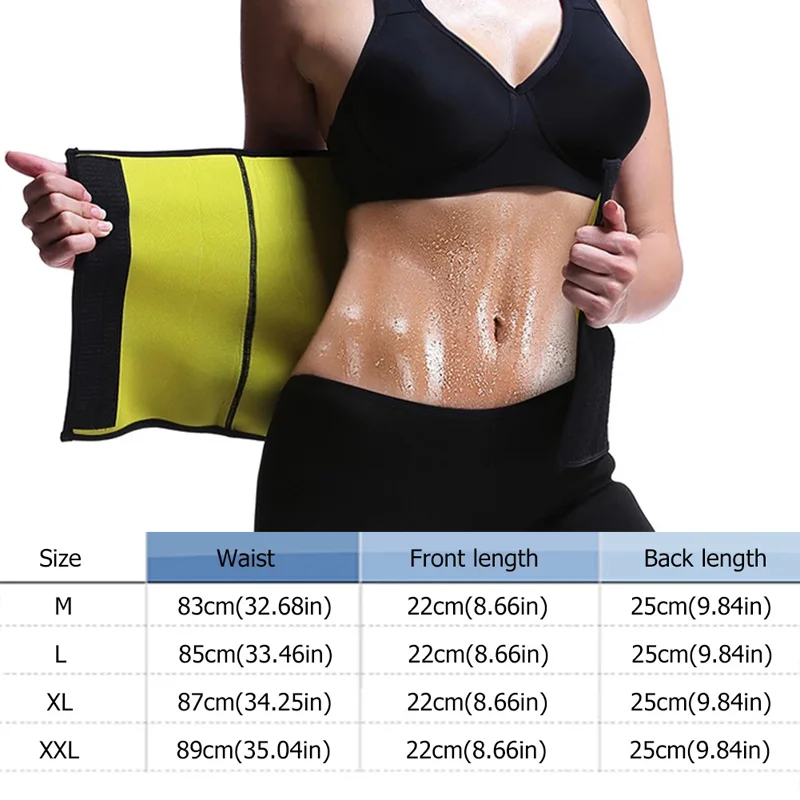 Size Waist Front length Back length
M 83cm(32.68in) 22cm(8.66in) 25cm(9.84in)
L 85cm(33.46in) 22cm(8.66in) 25cm(9.84in)
XL 87cm(34.25in) 22cm(8.66in) 25cm(9.84in)
XXL 89cm(35.04in) 22cm(8.66in) 25cm(9.84in)